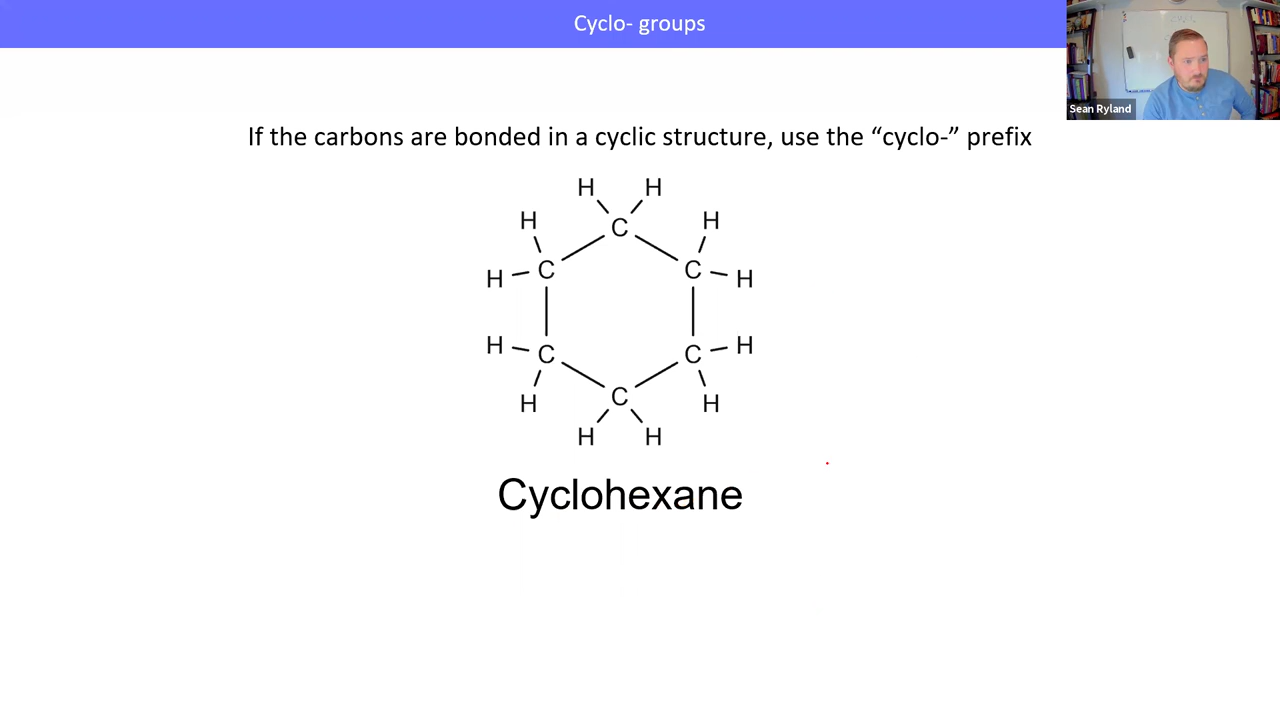 Cyclo- groups
Sean Ryland
If the carbons are bonded in a cyclic structure, use the “cyclo-” prefix
H H
H C H
H C C H
H C C H
H C H
H H
Cyclohexane